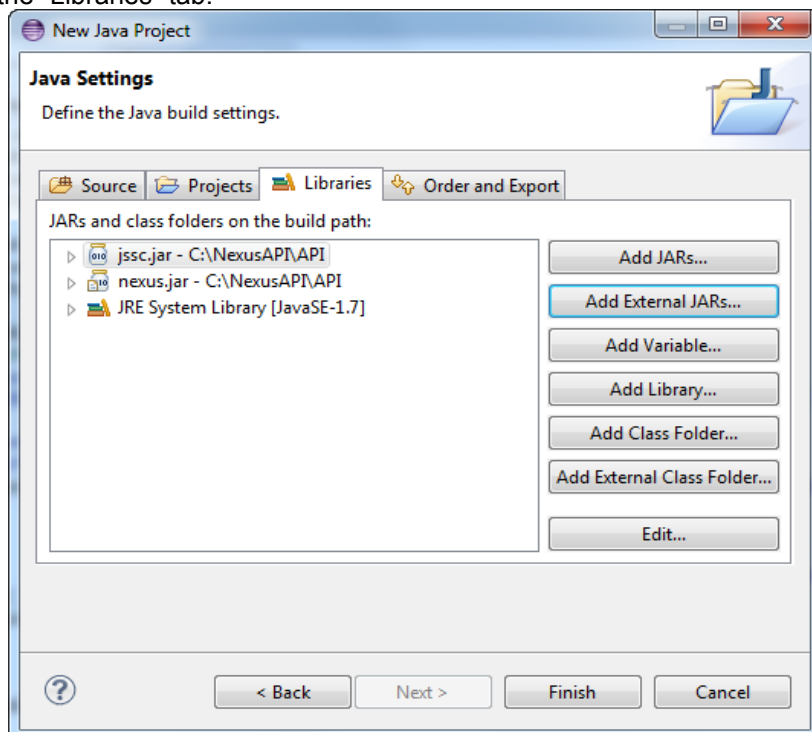 the "Libraries" tab.
New Java Project
Java Settings
Define the Java build settings.
Source Projects Libraries Order and Export
JARs and class folders on the build path:
jssc.jar - C:\NexusAPI\API
nexus.jar - C:\NexusAPI\API
JRE System Library [JavaSE-1.7]
Add JARs...
Add External JARs...
Add Variable...
Add Library...
Add Class Folder...
Add External Class Folder...
Edit...
< Back Next > Finish Cancel